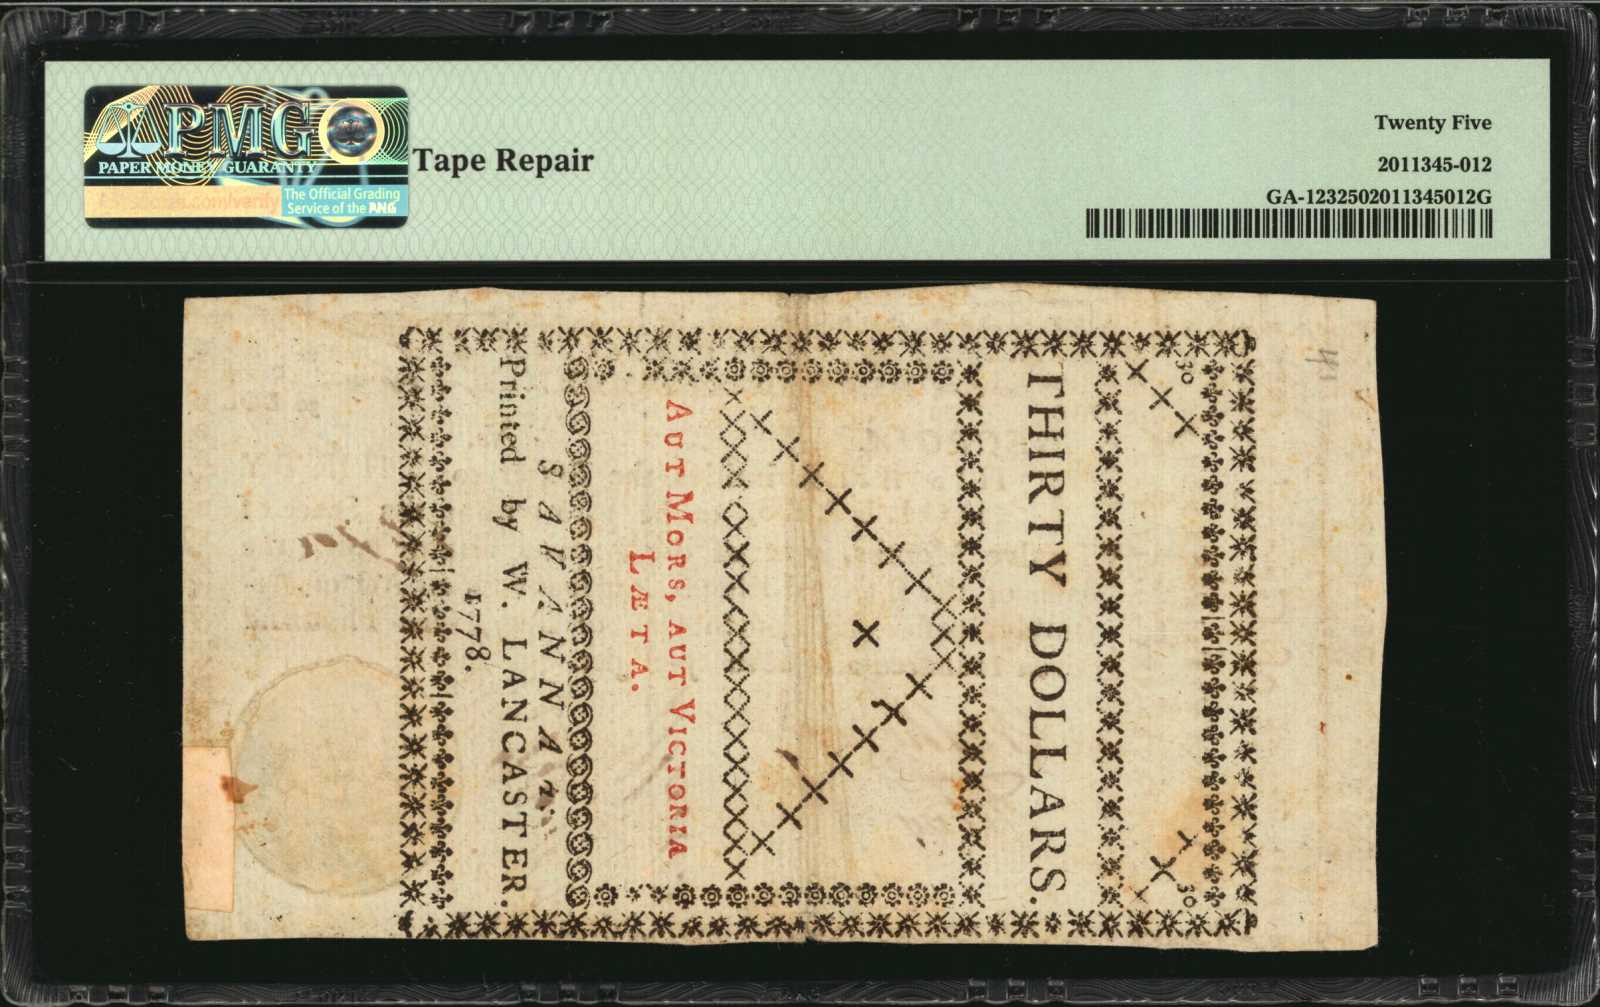 PMG
PAPER MONEY GUARANTY
The Official Grading
Service of the PNG
Tape Repair
Twenty Five
2011345-012
GA-1232502011345012G
30
30
THIRTY DOLLARS.
AUT MORS, AUT VICTORIA
LÆTA.
SAVANNAH.
Printed by W. LANCASTER.
1778.